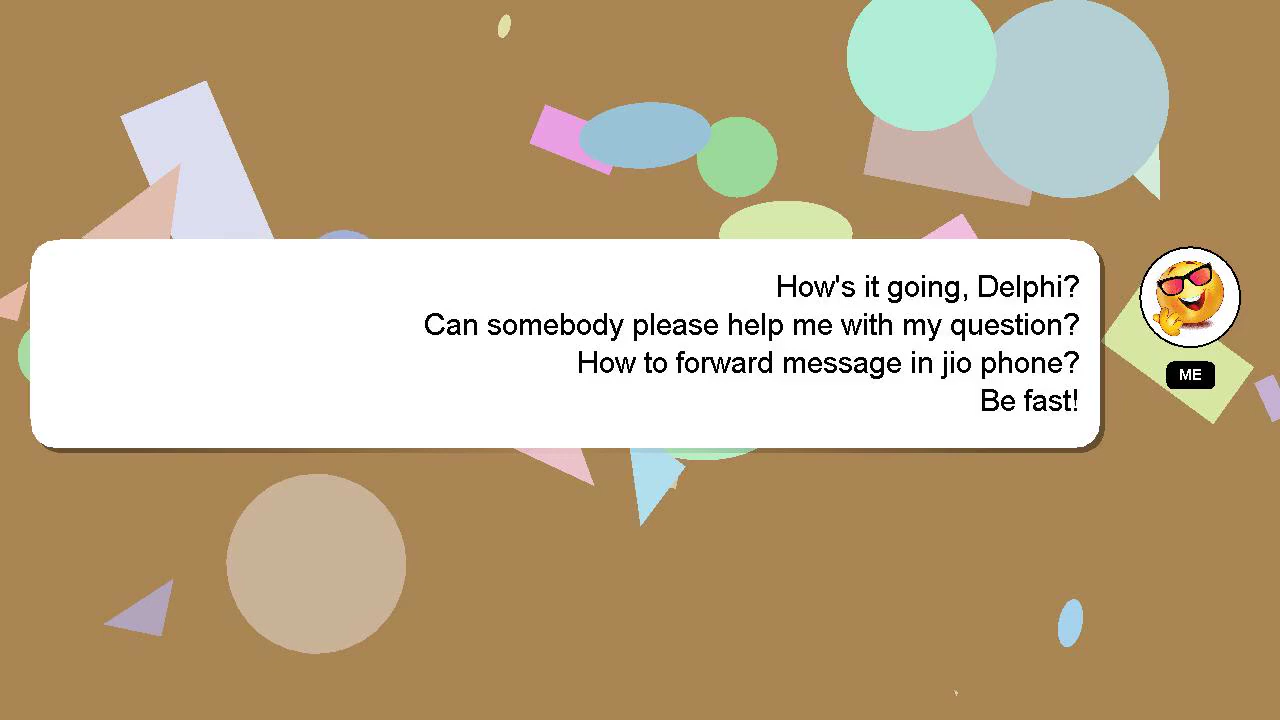 How's it going, Delphi?
Can somebody please help me with my question?
How to forward message in jio phone?
Be fast!
ME